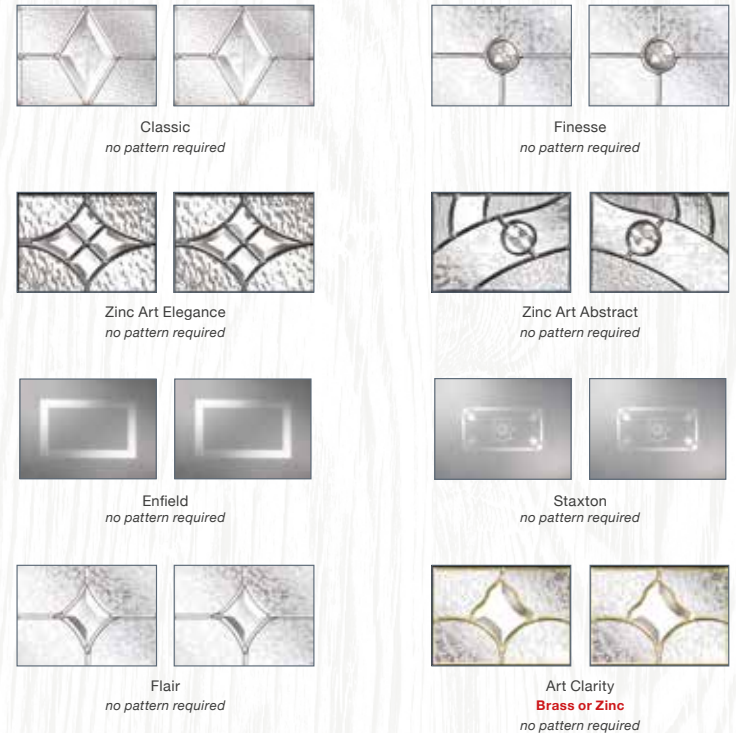 Classic
no pattern required
Finesse
no pattern required
Zinc Art Elegance
no pattern required
Zinc Art Abstract
no pattern required
Enfield
no pattern required
Staxton
no pattern required
Flair
no pattern required
Art Clarity
Brass or Zinc
no pattern required